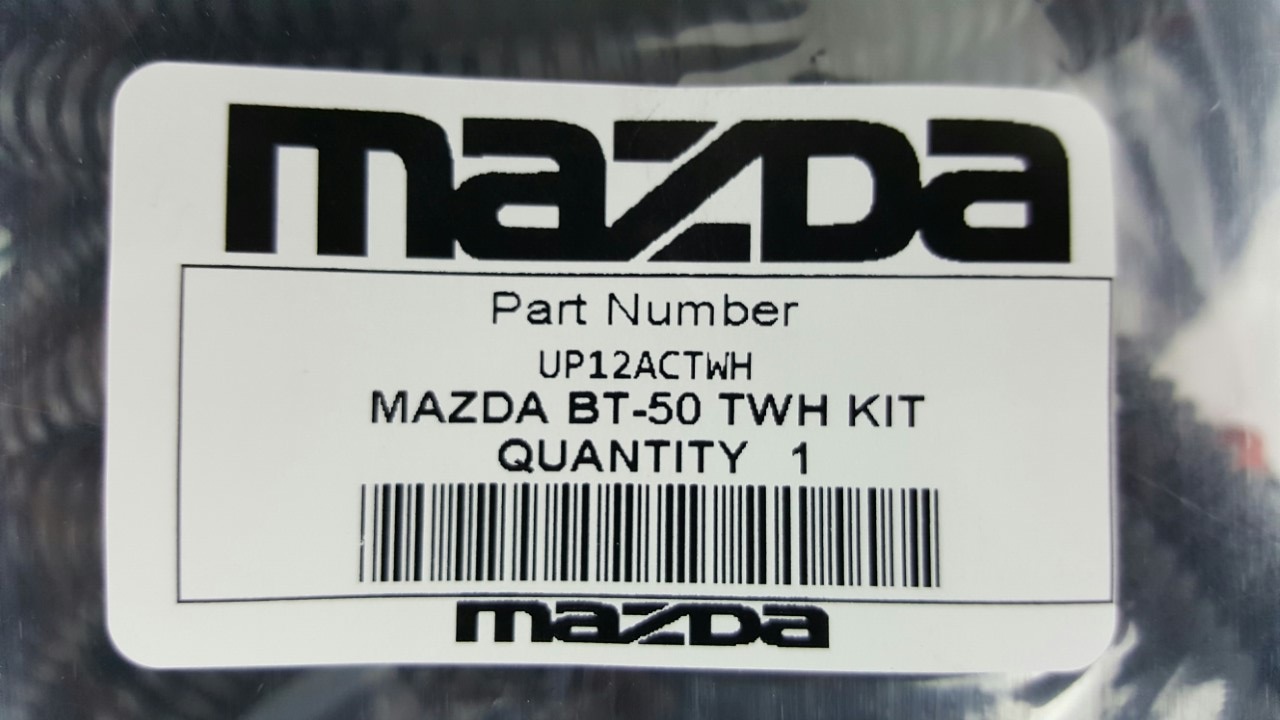 mazda
Part Number
UP12ACTWH
MAZDA BT-50 TWH KIT
QUANTITY 1
mazda